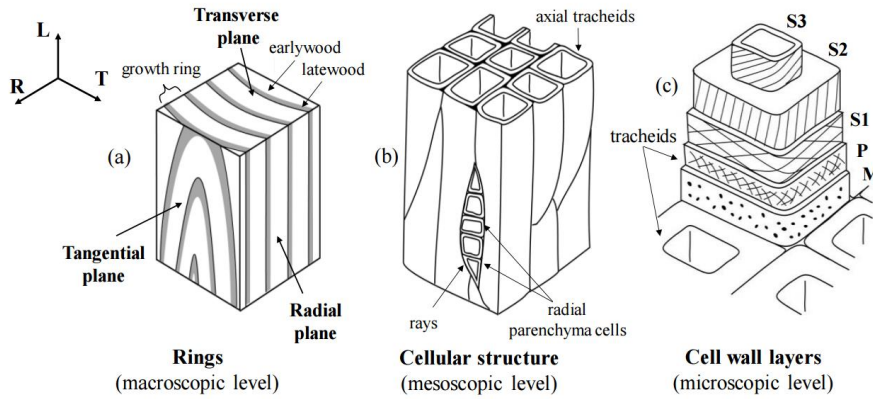 L
R
T
Transverse
plane
earlywood
latewood
growth ring
(a)
Tangential
plane
Radial
plane
Rings
(macroscopic level)
axial tracheids
(b)
rays
radial
parenchyma cells
Cellular structure
(mesoscopic level)
S3
S2
(c)
S1
tracheids
P
M
Cell wall layers
(microscopic level)